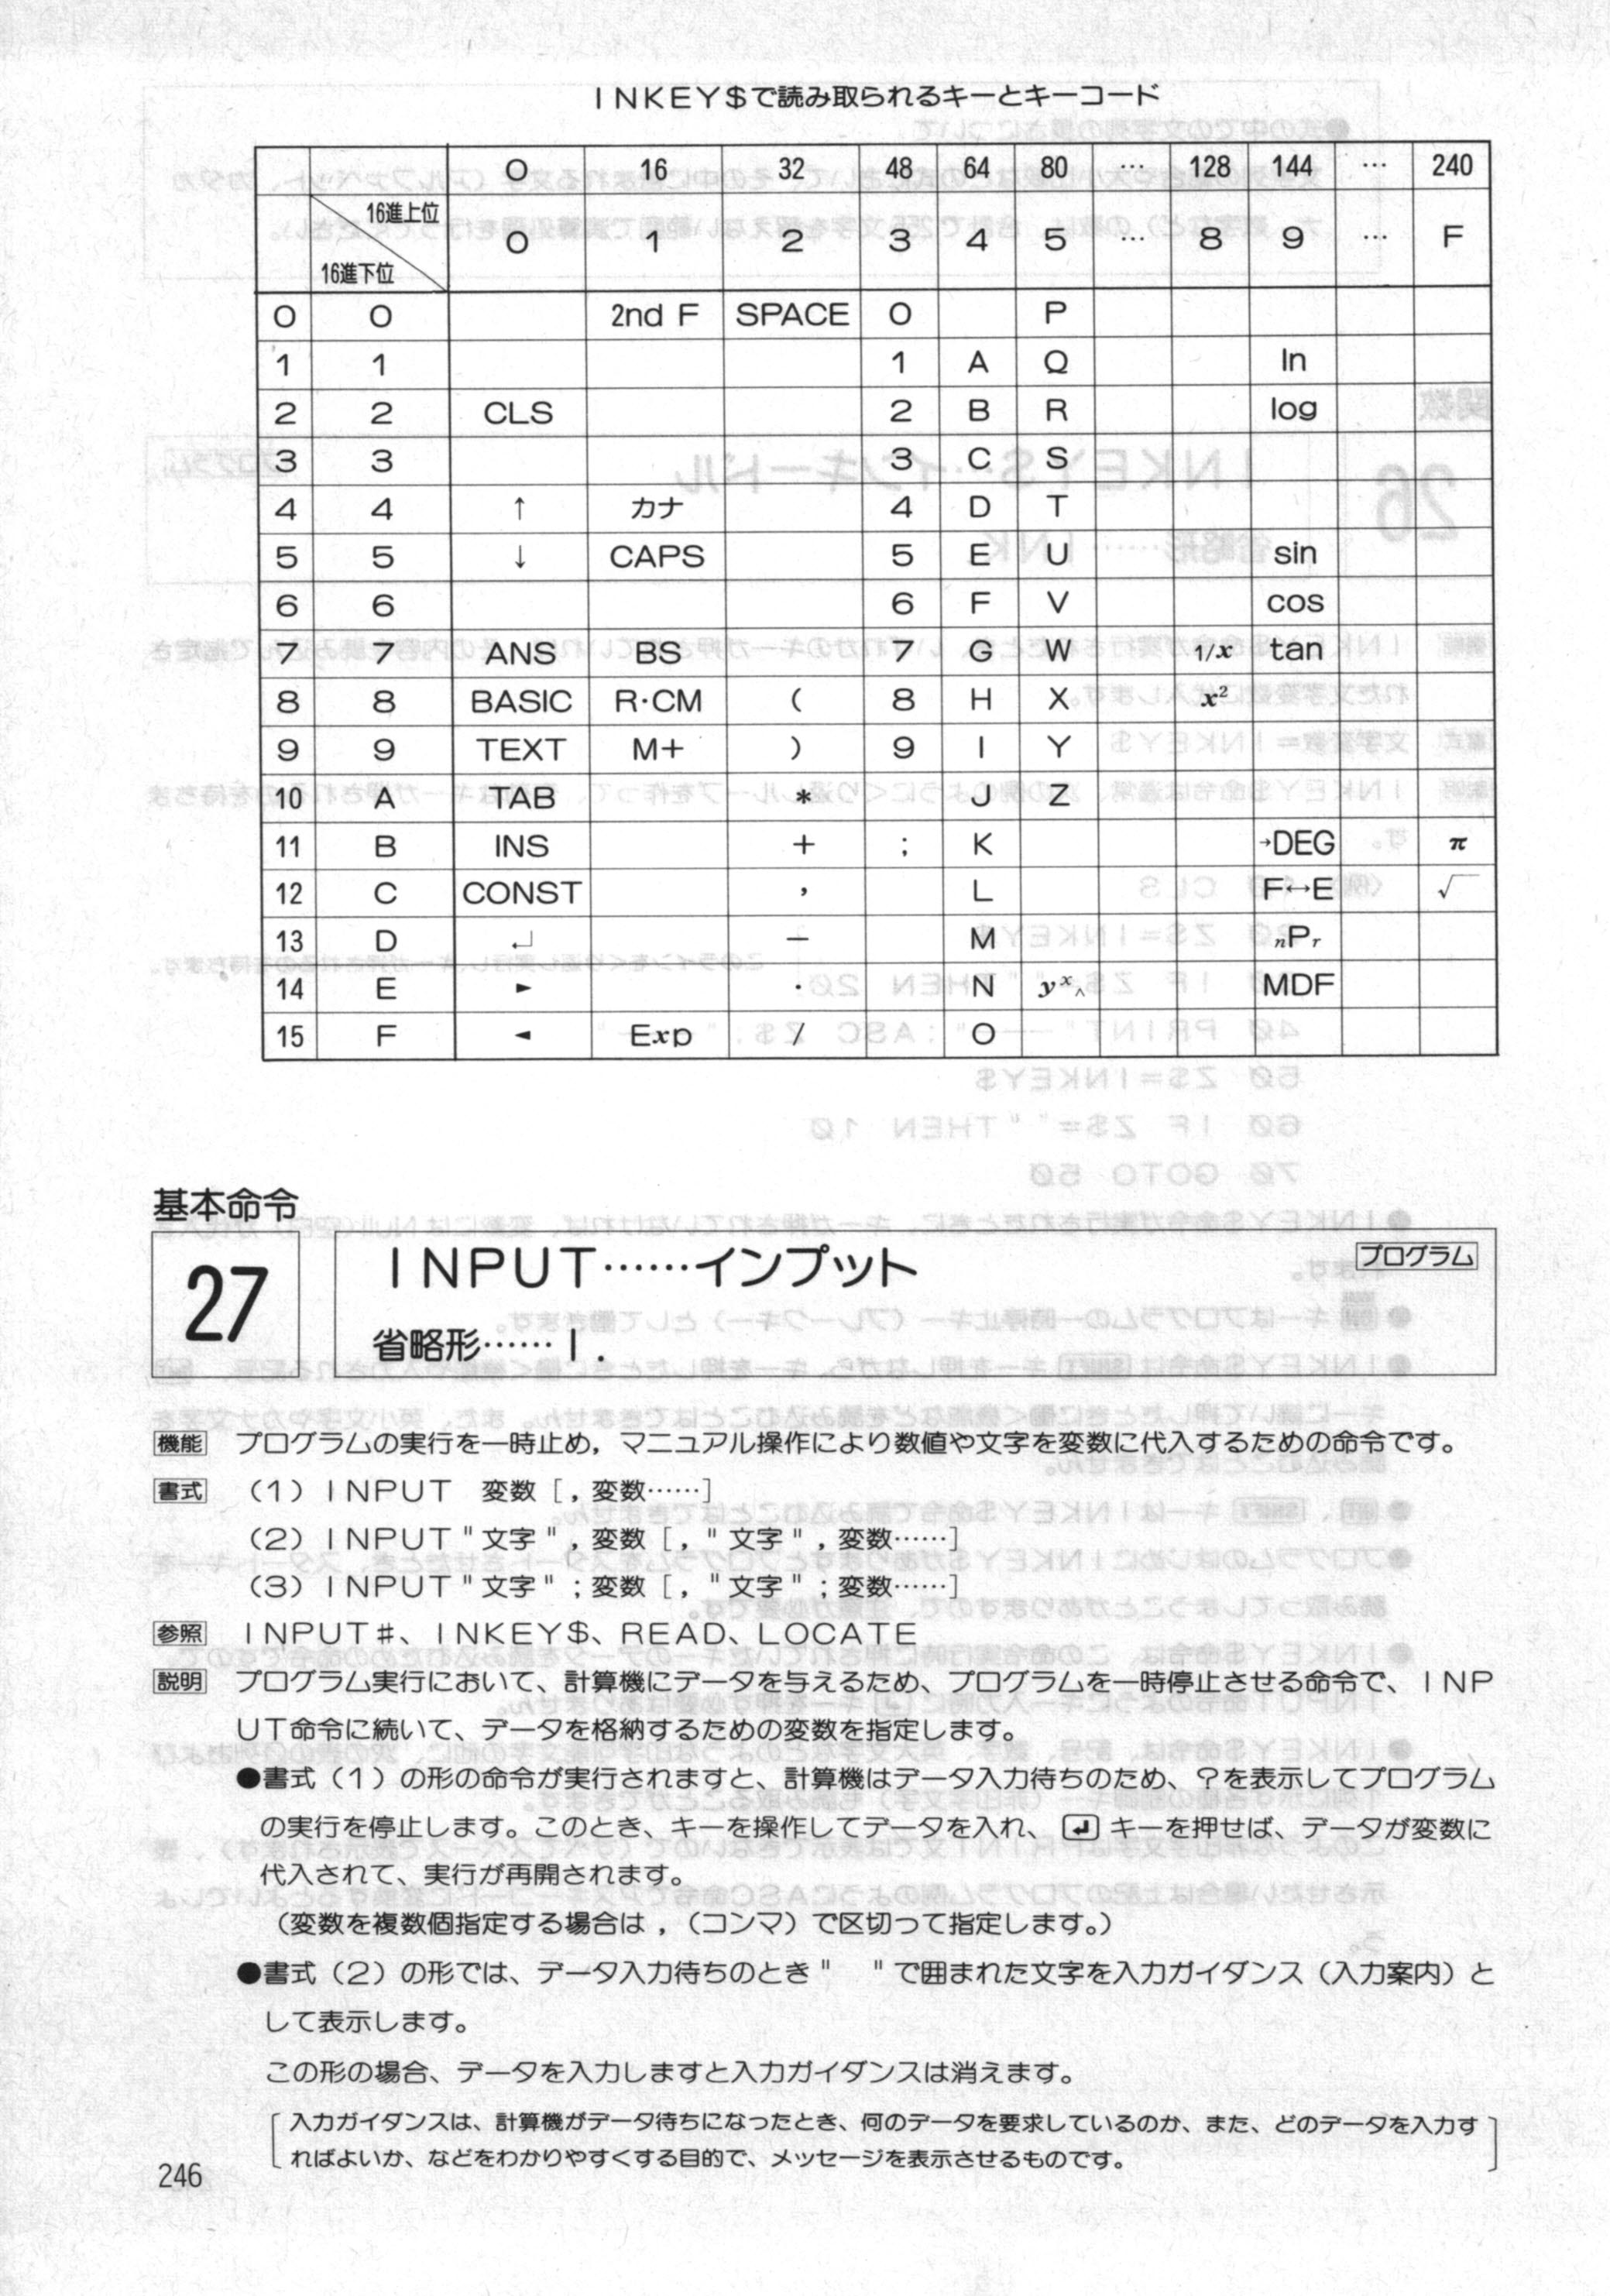 INKEY$で読み取られるキーとキーコード
0 16 32 48 64 80 … 128 144 … 240
16進上位
16進下位
0 1 2 3 4 5 … 8 9 … F
0 0 2nd F SPACE 0 P
1 1 1 A Q ln
2 2 CLS 2 B R log
3 3 3 C S
4 4 ↑ カナ 4 D T
5 5 ↓ CAPS 5 E U sin
6 6 6 F V cos
7 7 ANS BS 7 G W 1/x tan
8 8 BASIC R・CM ( 8 H X x²
9 9 TEXT M+ ) 9 I Y
10 A TAB * J Z
11 B INS + ; K →DEG π
12 C CONST , L F↔E √
13 D ↵ − M nPr
14 E ► . N y^x ^ MDF
15 F ◄ Exp / O
基本命令
27
INPUT……インプット
プログラム
省略形……I.
機能 プログラムの実行を一時止め，マニュアル操作により数値や文字を変数に代入するための命令です。
書式 (1) INPUT 変数［，変数……］
(2) INPUT"文字"，変数［，"文字"，変数……］
(3) INPUT"文字"；変数［，"文字"；変数……］
参照 INPUT#、INKEY$、READ、LOCATE
説明 プログラム実行において、計算機にデータを与えるため、プログラムを一時停止させる命令で、INP
UT命令に続いて、データを格納するための変数を指定します。
●書式（1）の形の命令が実行されますと、計算機はデータ入力待ちのため、？を表示してプログラム
の実行を停止します。このとき、キーを操作してデータを入れ、↵キーを押せば、データが変数に
代入されて、実行が再開されます。
（変数を複数個指定する場合は，（コンマ）で区切って指定します。）
●書式（2）の形では、データ入力待ちのとき"　"で囲まれた文字を入力ガイダンス（入力案内）と
して表示します。
この形の場合、データを入力しますと入力ガイダンスは消えます。
［入力ガイダンスは、計算機がデータ待ちになったとき、何のデータを要求しているのか、また、どのデータを入力す
ればよいか、などをわかりやすくする目的で、メッセージを表示させるものです。］
246